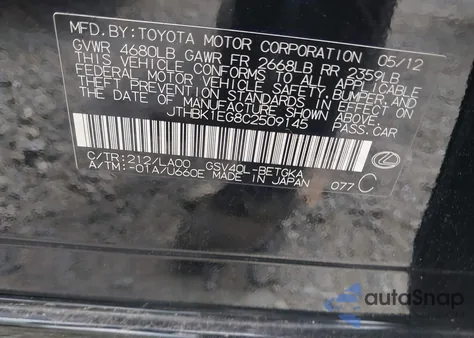 MFD. BY: TOYOTA MOTOR CORPORATION 05/12
GVWR 4680LB GAWR FR 2668LB RR 2359LB
THIS VEHICLE CONFORMS TO ALL APPLICABLE
FEDERAL MOTOR VEHICLE SAFETY, BUMPER, AND
THEFT PREVENTION STANDARDS IN EFFECT ON
THE DATE OF MANUFACTURE SHOWN ABOVE.
JTHBK1EG8C2509145 PASS. CAR
C/TR: 212/LA00 GSV40L-BETGKA
A/TM: -01A/U660E MADE IN JAPAN 077 C
autoSnap